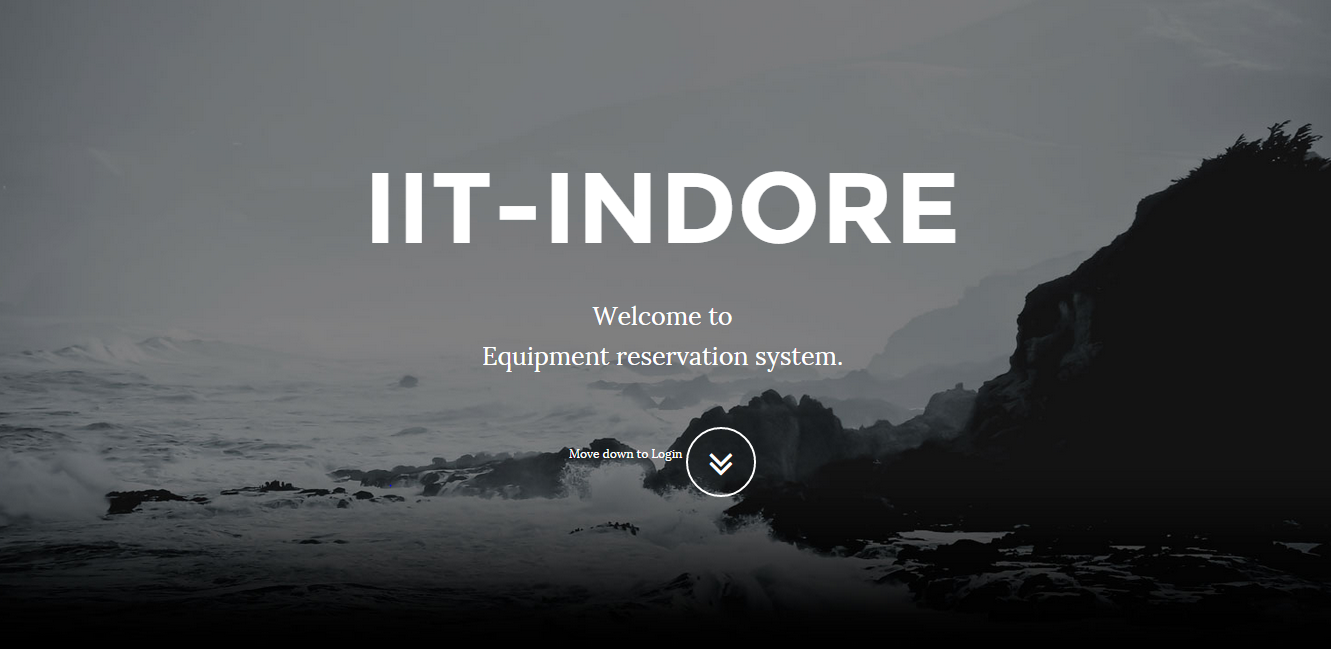 IIT-INDORE
Welcome to
Equipment reservation system.
Move down to Login